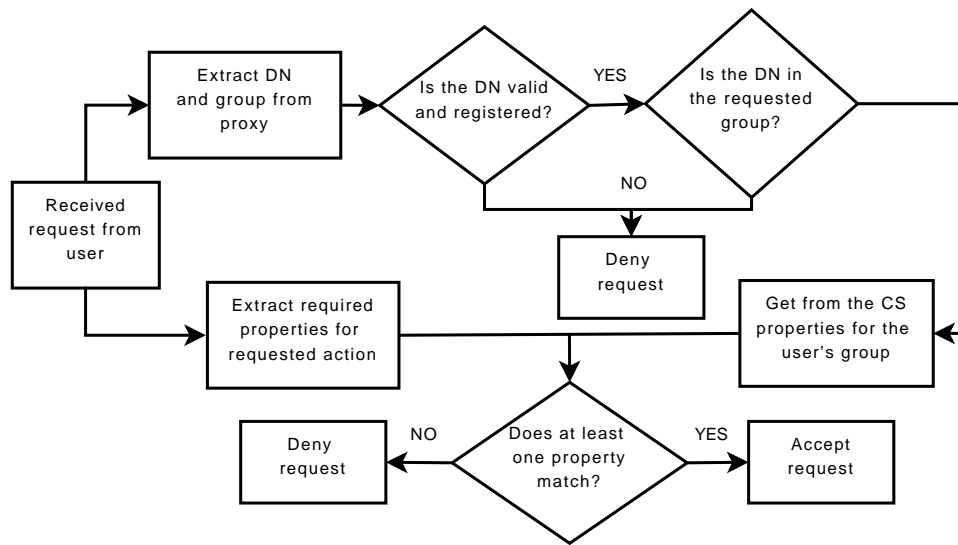 Extract DN
and group from
proxy
Is the DN valid
and registered?
YES
Is the DN in
the requested
group?
NO
Received
request from
user
Deny
request
Extract required
properties for
requested action
Get from the CS
properties for the
user's group
Deny
request
NO
Does at least
one property
match?
YES
Accept
request